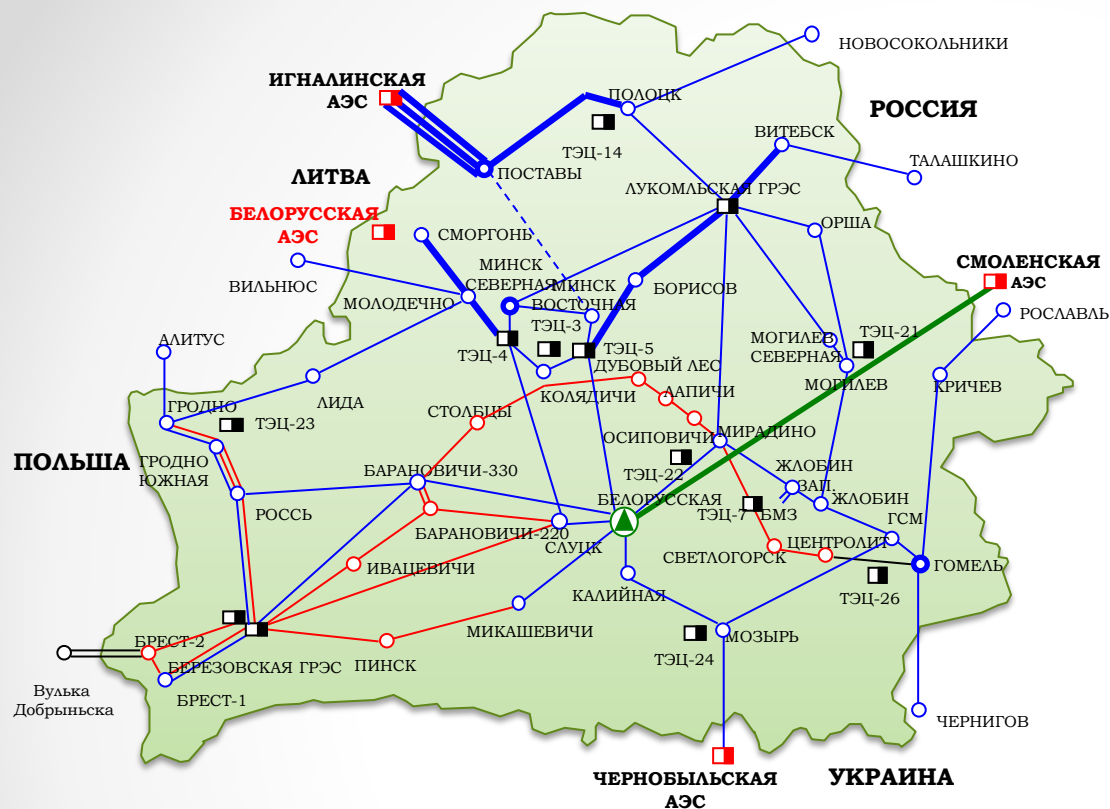 НОВОСОКОЛЬНИКИ
ИГНАЛИНСКАЯ
АЭС
ПОЛОЦК
РОССИЯ
ВИТЕБСК
ТЭЦ-14
ТАЛАШКИНО
ПОСТАВЫ
ЛИТВА
ЛУКОМЛЬСКАЯ ГРЭС
БЕЛОРУССКАЯ
АЭС
СМОРГОНЬ
ОРША
СМОЛЕНСКАЯ
АЭС
МИНСК
СЕВЕРНАЯ
МИНСК
ВОСТОЧНАЯ
БОРИСОВ
ВИЛЬНЮС
МОЛОДЕЧНО
РОСЛАВЛЬ
ТЭЦ-3
ТЭЦ-21
АЛИТУС
ТЭЦ-4
ТЭЦ-5
МОГИЛЕВ
СЕВЕРНАЯ
ДУБОВЫЙ ЛЕС
МОГИЛЕВ
КРИЧЕВ
КОЛЯДИЧИ
ЛАПИЧИ
ГРОДНО
ЛИДА
СТОЛБЦЫ
ТЭЦ-23
ОСИПОВИЧИ
МИРАДИНО
ПОЛЬША
ГРОДНО
ЮЖНАЯ
БАРАНОВИЧИ-330
ТЭЦ-22
ЖЛОБИН
ЗАП.
БЕЛОРУССКАЯ
РОССЬ
ТЭЦ-7
БМЗ
ЖЛОБИН
ГСМ
БАРАНОВИЧИ-220
СЛУЦК
ЦЕНТРОЛИТ
СВЕТЛОГОРСК
ИВАЦЕВИЧИ
ГОМЕЛЬ
КАЛИЙНАЯ
ТЭЦ-26
МИКАШЕВИЧИ
МОЗЫРЬ
БРЕСТ-2
ТЭЦ-24
БЕРЕЗОВСКАЯ ГРЭС
ПИНСК
Вулька
Добрыньска
БРЕСТ-1
ЧЕРНИГОВ
ЧЕРНОБЫЛЬСКАЯ
АЭС
УКРАИНА